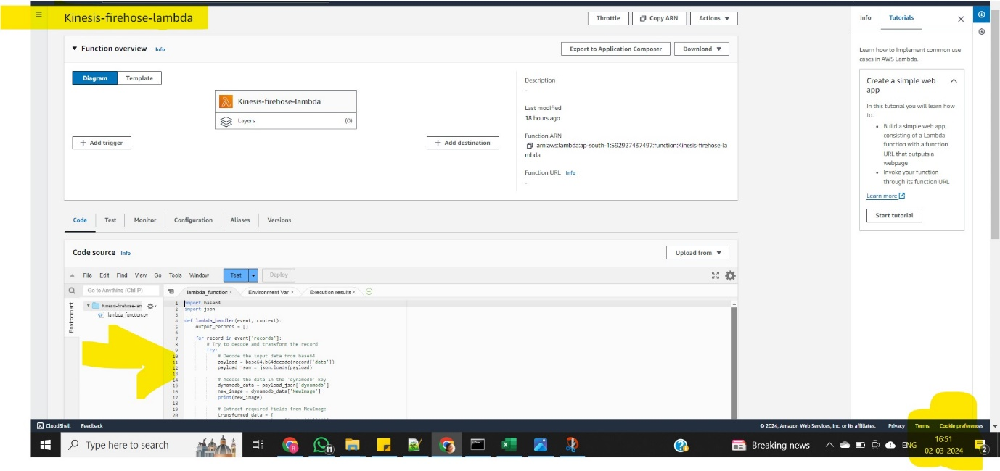 Kinesis-firehose-lambda
Throttle
Copy ARN
Actions
Info
Tutorials
Function overview Info
Export to Application Composer
Download
Learn how to implement common use
cases in AWS Lambda.
Diagram
Template
Kinesis-firehose-lambda
Layers (0)
+ Add trigger
+ Add destination
Description
-
Last modified
18 hours ago
Function ARN
arn:aws:lambda:ap-south-1:592927437497:function:Kinesis-firehose-la
mbda
Function URL Info
-
Create a simple web
app
In this tutorial you will learn how
to:
• Build a simple web app,
consisting of a Lambda
function with a function
URL that outputs a
webpage
• Invoke your function
through its function URL
Learn more
Start tutorial
Code
Test
Monitor
Configuration
Aliases
Versions
Code source Info
Upload from
File Edit Find View Go Tools Window
Test
Deploy
Go to Anything (Ctrl-P)
lambda_function ×
Environment Var ×
Execution results ×
Environment
Kinesis-firehose-lam
lambda_function.py
1 import base64
2 import json
3
4 def lambda_handler(event, context):
5 output_records = []
6
7 for record in event['records']:
8 # Try to decode and transform the record
9 try:
10 # Decode the input data from base64
11 payload = base64.b64decode(record['data'])
12 payload_json = json.loads(payload)
13
14 # Access the data in the 'dynamodb' key
15 dynamodb_data = payload_json['dynamodb']
16 new_image = dynamodb_data['NewImage']
17 print(new_image)
18
19 # Extract required fields from NewImage
20 transformed_data = {
CloudShell Feedback
© 2024, Amazon Web Services, Inc. or its affiliates. Privacy Terms Cookie preferences
Type here to search
11
Breaking news
ENG
16:51
02-03-2024
2